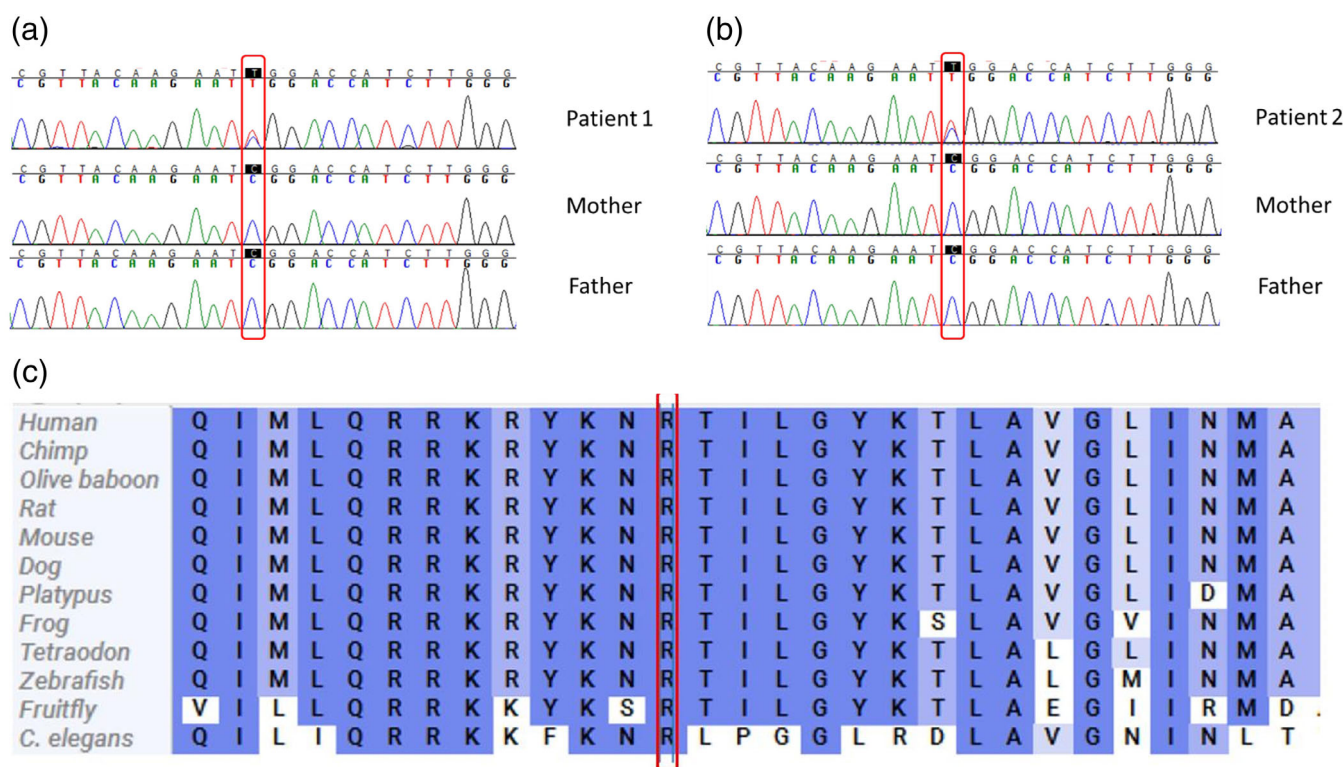 (a)
C G T T A C A A G A A T T G G A C C A T C T T G G G
C G T T A C A A G A A T T G G A C C A T C T T G G G
Patient 1
C G T T A C A A G A A T C G G A C C A T C T T G G G
C G T T A C A A G A A T C G G A C C A T C T T G G G
Mother
C G T T A C A A G A A T C G G A C C A T C T T G G G
C G T T A C A A G A A T C G G A C C A T C T T G G G
Father
(b)
C G T T A C A A G A A T T G G A C C A T C T T G G G
C G T T A C A A G A A T T G G A C C A T C T T G G G
Patient 2
C G T T A C A A G A A T C G G A C C A T C T T G G G
C G T T A C A A G A A T C G G A C C A T C T T G G G
Mother
C G T T A C A A G A A T C G G A C C A T C T T G G G
C G T T A C A A G A A T C G G A C C A T C T T G G G
Father
(c)
Human Q I M L Q R R K R Y K N R T I L G Y K T L A V G L I N M A
Chimp Q I M L Q R R K R Y K N R T I L G Y K T L A V G L I N M A
Olive baboon Q I M L Q R R K R Y K N R T I L G Y K T L A V G L I N M A
Rat Q I M L Q R R K R Y K N R T I L G Y K T L A V G L I N M A
Mouse Q I M L Q R R K R Y K N R T I L G Y K T L A V G L I N M A
Dog Q I M L Q R R K R Y K N R T I L G Y K T L A V G L I N M A
Platypus Q I M L Q R R K R Y K N R T I L G Y K T L A V G L I D M A
Frog Q I M L Q R R K R Y K N R T I L G Y K S L A V G V I N M A
Tetraodon Q I M L Q R R K R Y K N R T I L G Y K T L A L G L I N M A
Zebrafish Q I M L Q R R K R Y K N R T I L G Y K T L A L G M I N M A
Fruitfly V I L L Q R R K K Y K S R T I L G Y K T L A E G I I R M D .
C. elegans Q I L I Q R R K K F K N R L P G G L R D L A V G N I N L T